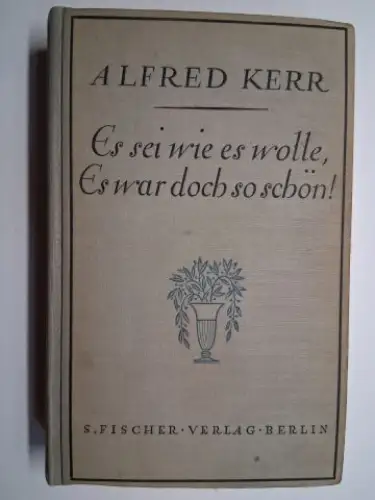 ALFRED KERR
Es sei wie es wolle,
Es war doch so schön!
S. FISCHER · VERLAG · BERLIN